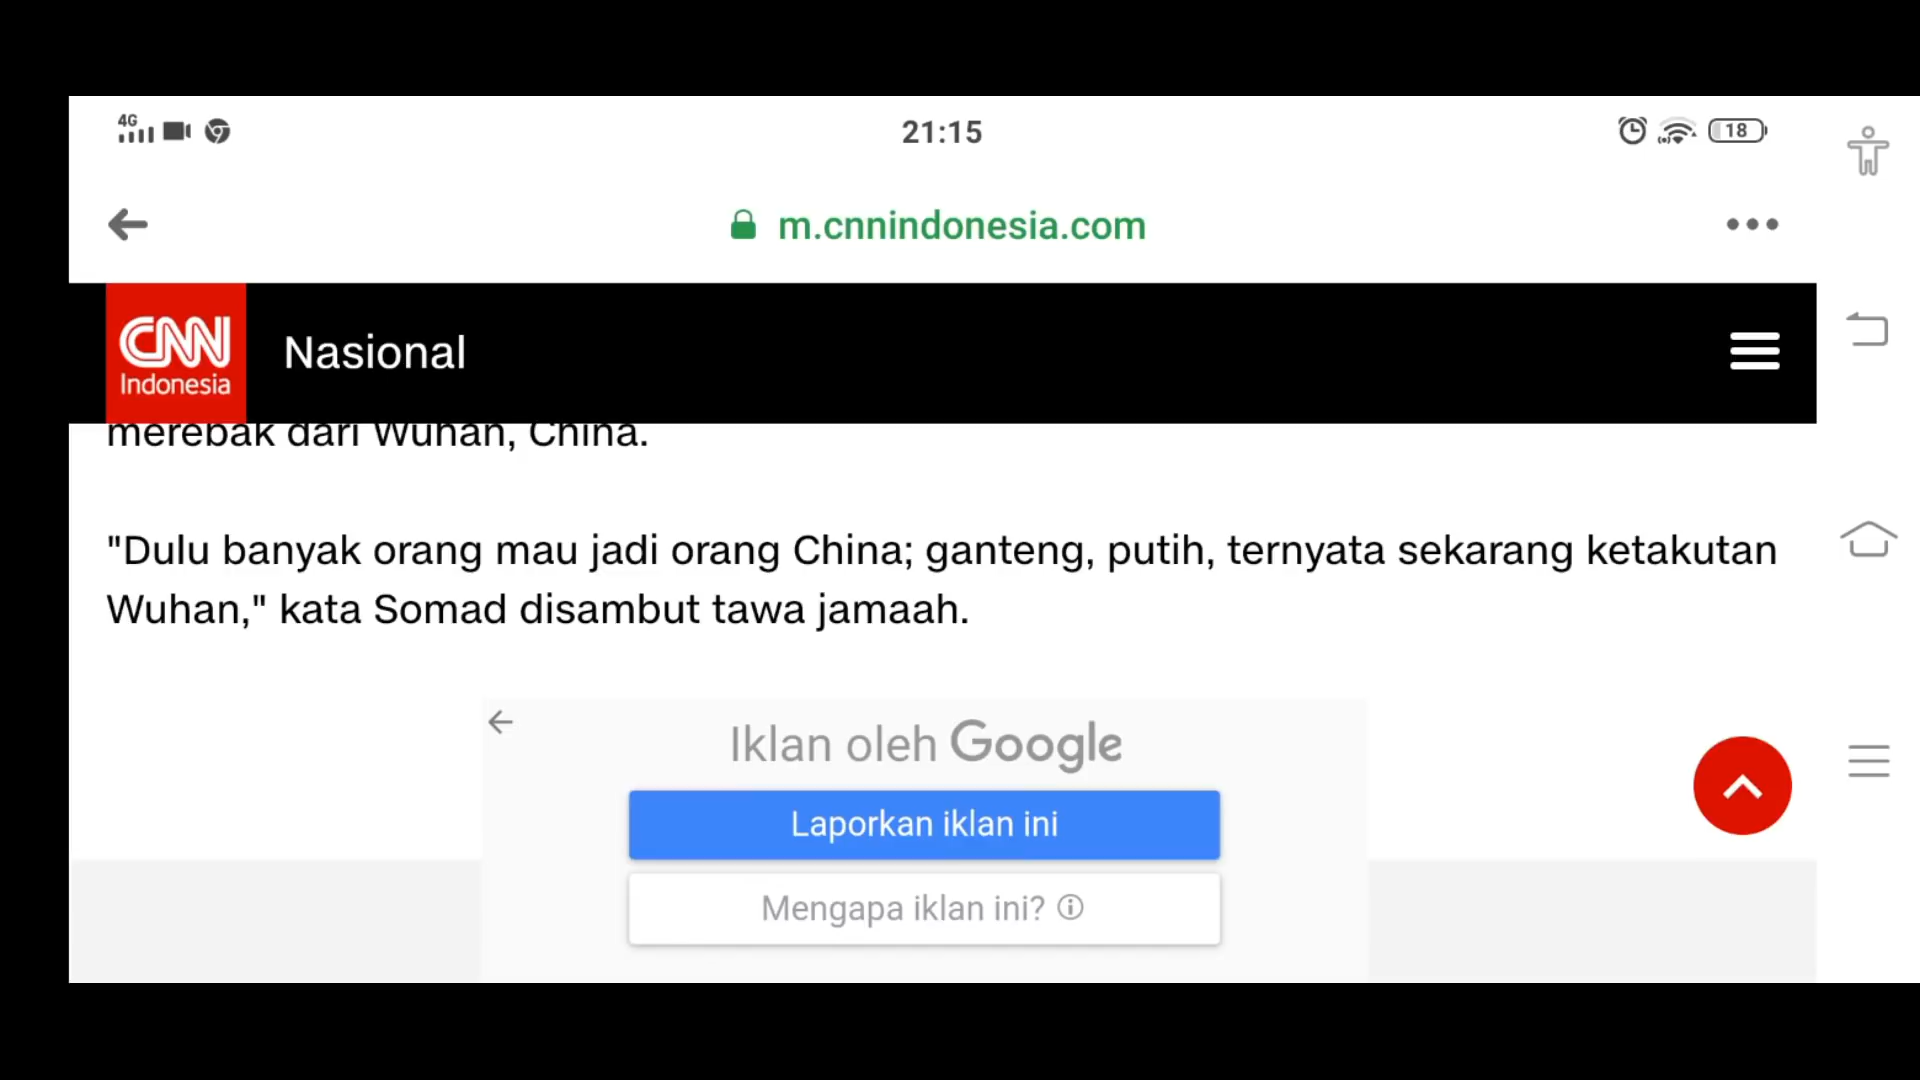 4G
21:15
18
m.cnnindonesia.com
CNN
Indonesia
Nasional
merebak dari Wuhan, China.
"Dulu banyak orang mau jadi orang China; ganteng, putih, ternyata sekarang ketakutan
Wuhan," kata Somad disambut tawa jamaah.
Iklan oleh Google
Laporkan iklan ini
Mengapa iklan ini?